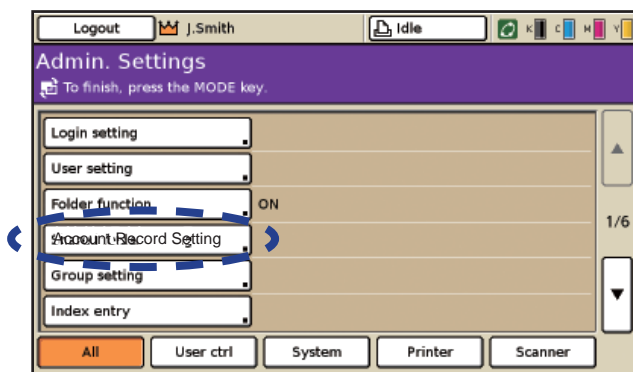 Logout
J.Smith
Idle
K C M Y
Admin. Settings
To finish, press the MODE key.
Login setting
User setting
Folder function
ON
Account Record Setting
1/6
Group setting
Index entry
All
User ctrl
System
Printer
Scanner